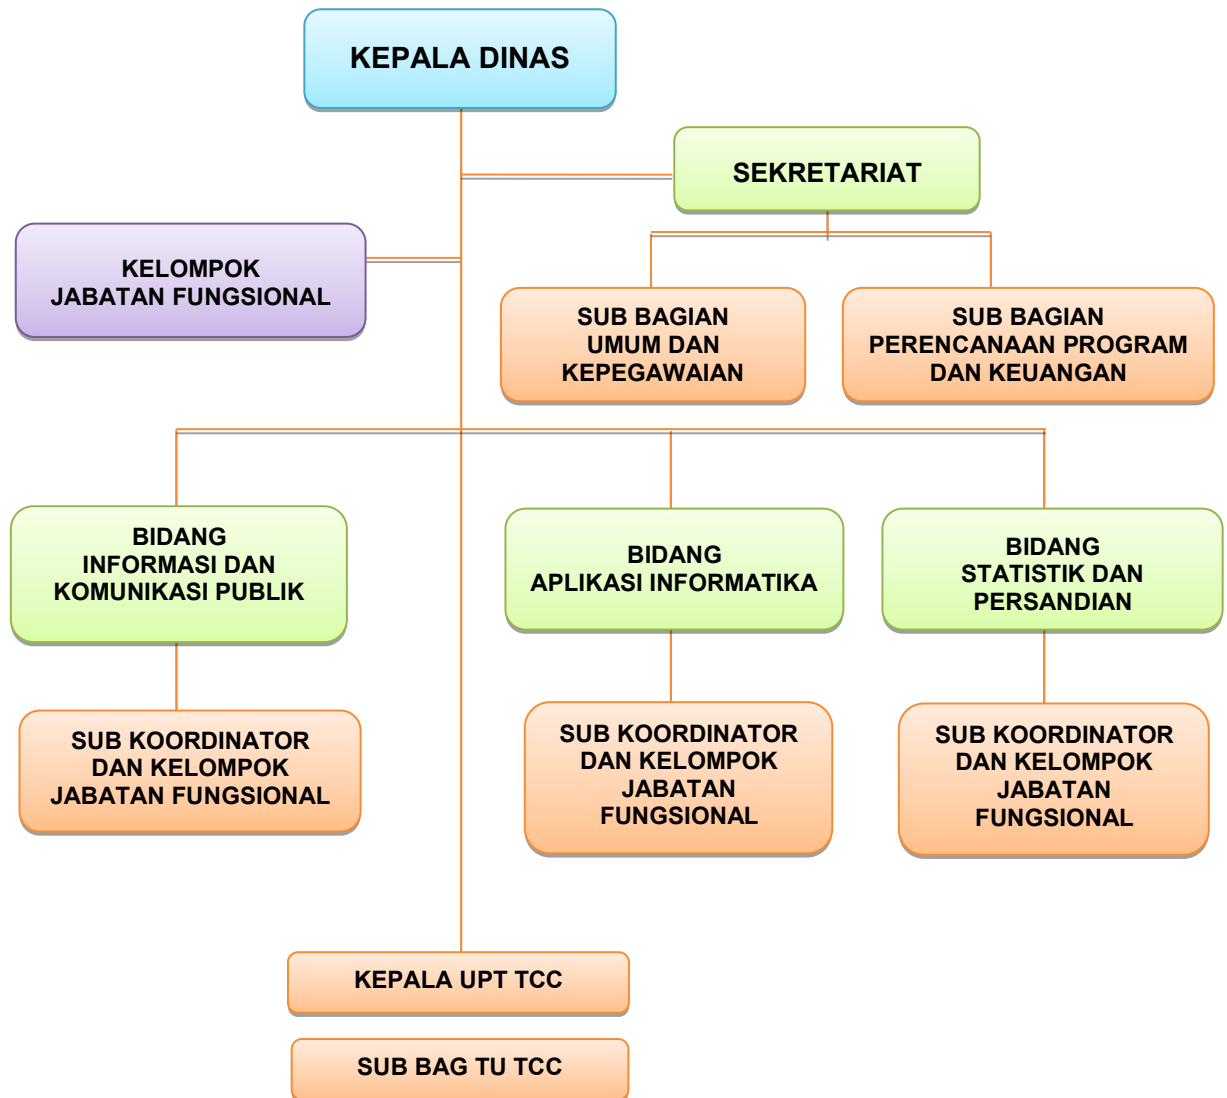 KEPALA DINAS
SEKRETARIAT
KELOMPOK
JABATAN FUNGSIONAL
SUB BAGIAN
UMUM DAN
KEPEGAWAIAN
SUB BAGIAN
PERENCANAAN PROGRAM
DAN KEUANGAN
BIDANG
INFORMASI DAN
KOMUNIKASI PUBLIK
BIDANG
APLIKASI INFORMATIKA
BIDANG
STATISTIK DAN
PERSANDIAN
SUB KOORDINATOR
DAN KELOMPOK
JABATAN FUNGSIONAL
SUB KOORDINATOR
DAN KELOMPOK
JABATAN
FUNGSIONAL
SUB KOORDINATOR
DAN KELOMPOK
JABATAN
FUNGSIONAL
KEPALA UPT TCC
SUB BAG TU TCC